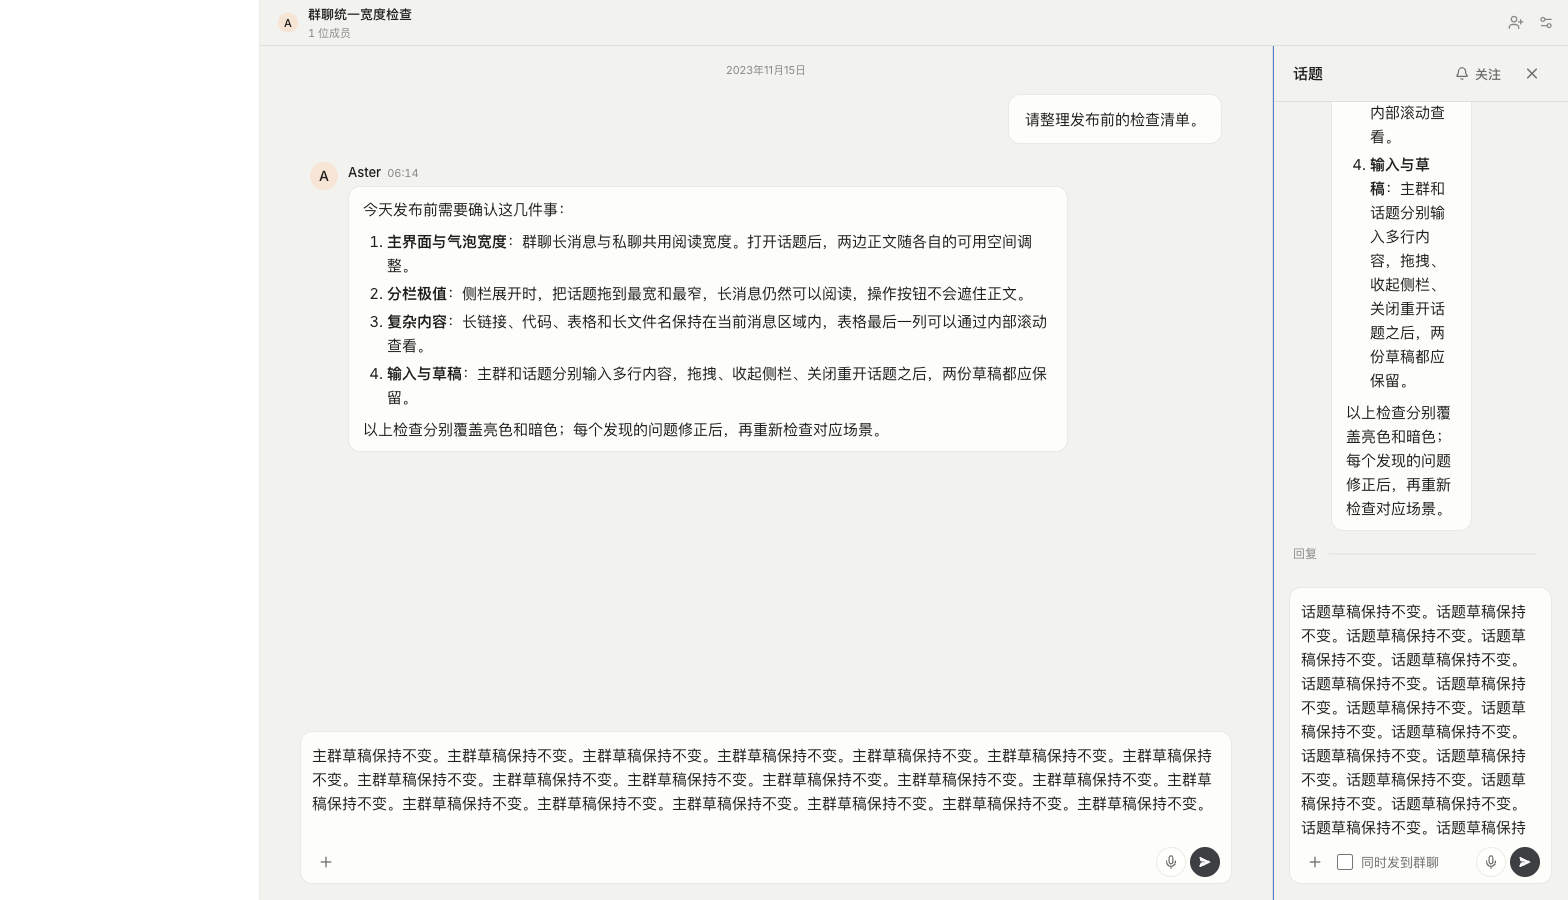 A
群聊统一宽度检查
1 位成员
2023年11月15日
请整理发布前的检查清单。
A
Aster 06:14
今天发布前需要确认这几件事：
1. 主界面与气泡宽度：群聊长消息与私聊共用阅读宽度。打开话题后，两边正文随各自的可用空间调
整。
2. 分栏极值：侧栏展开时，把话题拖到最宽和最窄，长消息仍然可以阅读，操作按钮不会遮住正文。
3. 复杂内容：长链接、代码、表格和长文件名保持在当前消息区域内，表格最后一列可以通过内部滚动
查看。
4. 输入与草稿：主群和话题分别输入多行内容，拖拽、收起侧栏、关闭重开话题之后，两份草稿都应保
留。
以上检查分别覆盖亮色和暗色；每个发现的问题修正后，再重新检查对应场景。
主群草稿保持不变。主群草稿保持不变。主群草稿保持不变。主群草稿保持不变。主群草稿保持不变。主群草稿保持不变。主群草稿保持
不变。主群草稿保持不变。主群草稿保持不变。主群草稿保持不变。主群草稿保持不变。主群草稿保持不变。主群草稿保持不变。主群草
稿保持不变。主群草稿保持不变。主群草稿保持不变。主群草稿保持不变。主群草稿保持不变。主群草稿保持不变。主群草稿保持不变。
话题
关注
内部滚动查
看。
4. 输入与草
稿：主群和
话题分别输
入多行内
容，拖拽、
收起侧栏、
关闭重开话
题之后，两
份草稿都应
保留。
以上检查分别覆
盖亮色和暗色；
每个发现的问题
修正后，再重新
检查对应场景。
回复
话题草稿保持不变。话题草稿保持
不变。话题草稿保持不变。话题草
稿保持不变。话题草稿保持不变。
话题草稿保持不变。话题草稿保持
不变。话题草稿保持不变。话题草
稿保持不变。话题草稿保持不变。
话题草稿保持不变。话题草稿保持
不变。话题草稿保持不变。话题草
稿保持不变。话题草稿保持不变。
话题草稿保持不变。话题草稿保持
同时发到群聊